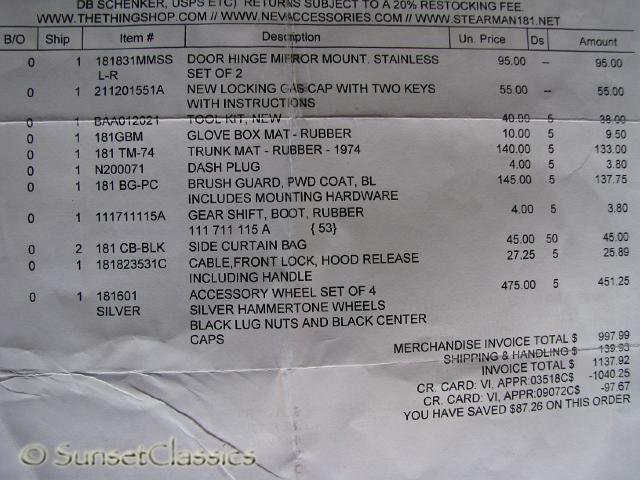 DB SCHENKER, USPS ETC) RETURNS SUBJECT TO A 20% RESTOCKING FEE.
WWW.THETHINGSHOP.COM // WWW.NEWACCESSORIES.COM // WWW.STEARMAN181.NET
B/O Ship Item # Description Un. Price Ds Amount
0 1 181831MMSS DOOR HINGE MIRROR MOUNT. STAINLESS 95.00 -- 95.00
L-R SET OF 2
0 1 211201551A NEW LOCKING GAS CAP WITH TWO KEYS 55.00 -- 55.00
WITH INSTRUCTIONS
0 1 BAA012021 TOOL KIT, NEW 40.00 5 38.00
0 1 181GBM GLOVE BOX MAT - RUBBER 10.00 5 9.50
0 1 181 TM-74 TRUNK MAT - RUBBER - 1974 140.00 5 133.00
0 1 N200071 DASH PLUG 4.00 5 3.80
0 1 181 BG-PC BRUSH GUARD, PWD COAT, BL 145.00 5 137.75
INCLUDES MOUNTING HARDWARE
0 1 111711115A GEAR SHIFT, BOOT, RUBBER 4.00 5 3.80
111 711 115 A {53}
0 2 181 CB-BLK SIDE CURTAIN BAG 45.00 50 45.00
0 1 181823531C CABLE,FRONT LOCK, HOOD RELEASE 27.25 5 25.89
INCLUDING HANDLE
0 1 181601 ACCESSORY WHEEL SET OF 4 475.00 5 451.25
SILVER SILVER HAMMERTONE WHEELS
BLACK LUG NUTS AND BLACK CENTER
CAPS
MERCHANDISE INVOICE TOTAL $ 997.99
SHIPPING & HANDLING $ 139.93
INVOICE TOTAL $ 1137.92
CR. CARD: VI, APPR:03518C$ -1040.25
CR. CARD: VI, APPR:09072C$ -97.67
YOU HAVE SAVED $87.26 ON THIS ORDER
© SunsetClassics